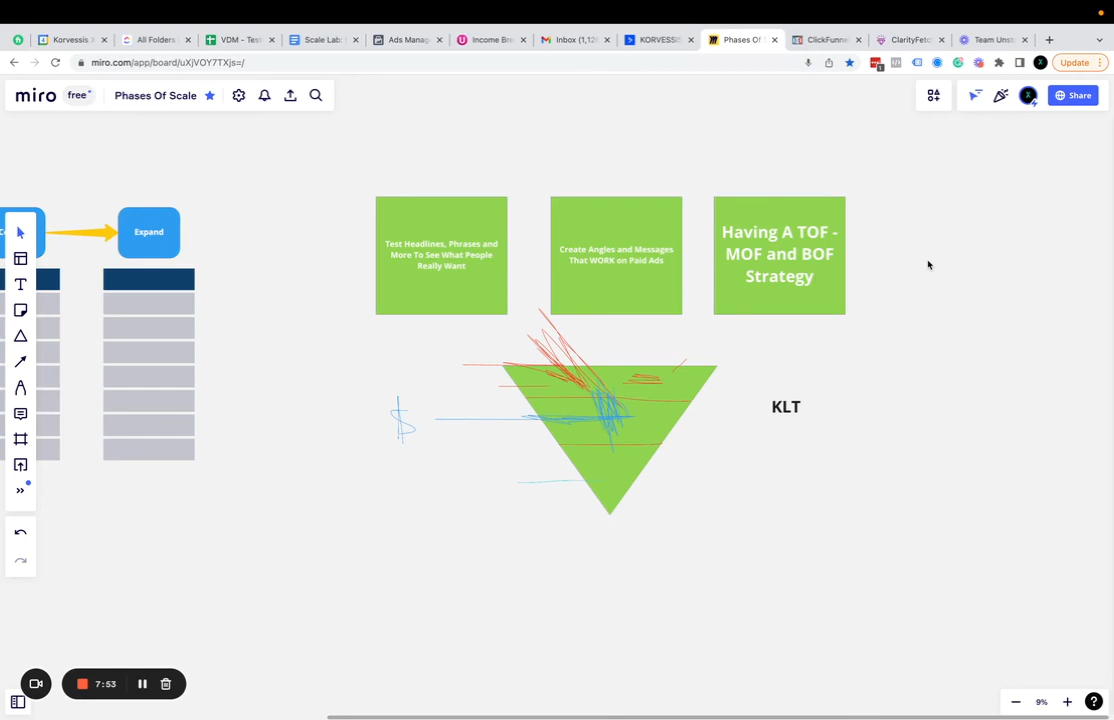 Korvessis X
All Folders
VDM - Test
Scale Lab:
Ads Manag
Income Bre
Inbox (1,12
KORVESSIS
Phases Of S
ClickFunne
ClarityFetc
Team Unst
miro.com/app/board/uXjVOY7TXjs=/
1
Update
miro
free
Phases Of Scale
Share
Expand
Test Headlines, Phrases and
More To See What People
Really Want
Create Angles and Messages
That WORK on Paid Ads
Having A TOF -
MOF and BOF
Strategy
$
KLT
7:53
9%
?